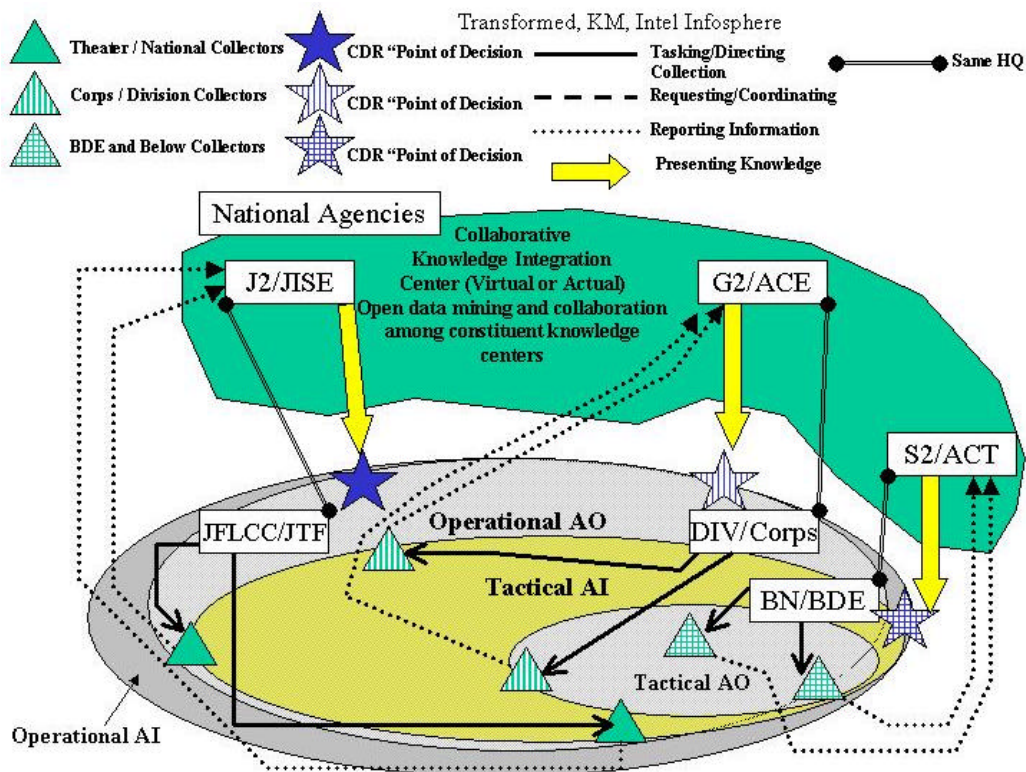 Transformed, KM, Intel Infosphere
Theater / National Collectors
CDR “Point of Decision
Tasking/Directing
Collection
Same HQ
Corps / Division Collectors
CDR “Point of Decision
Requesting/Coordinating
BDE and Below Collectors
CDR “Point of Decision
Reporting Information
Presenting Knowledge
National Agencies
Collaborative
Knowledge Integration
Center (Virtual or Actual)
Open data mining and collaboration
among constituent knowledge
centers
J2/JISE
G2/ACE
S2/ACT
JFLCC/JTF
Operational AO
DIV/Corps
Tactical AI
BN/BDE
Tactical AO
Operational AI